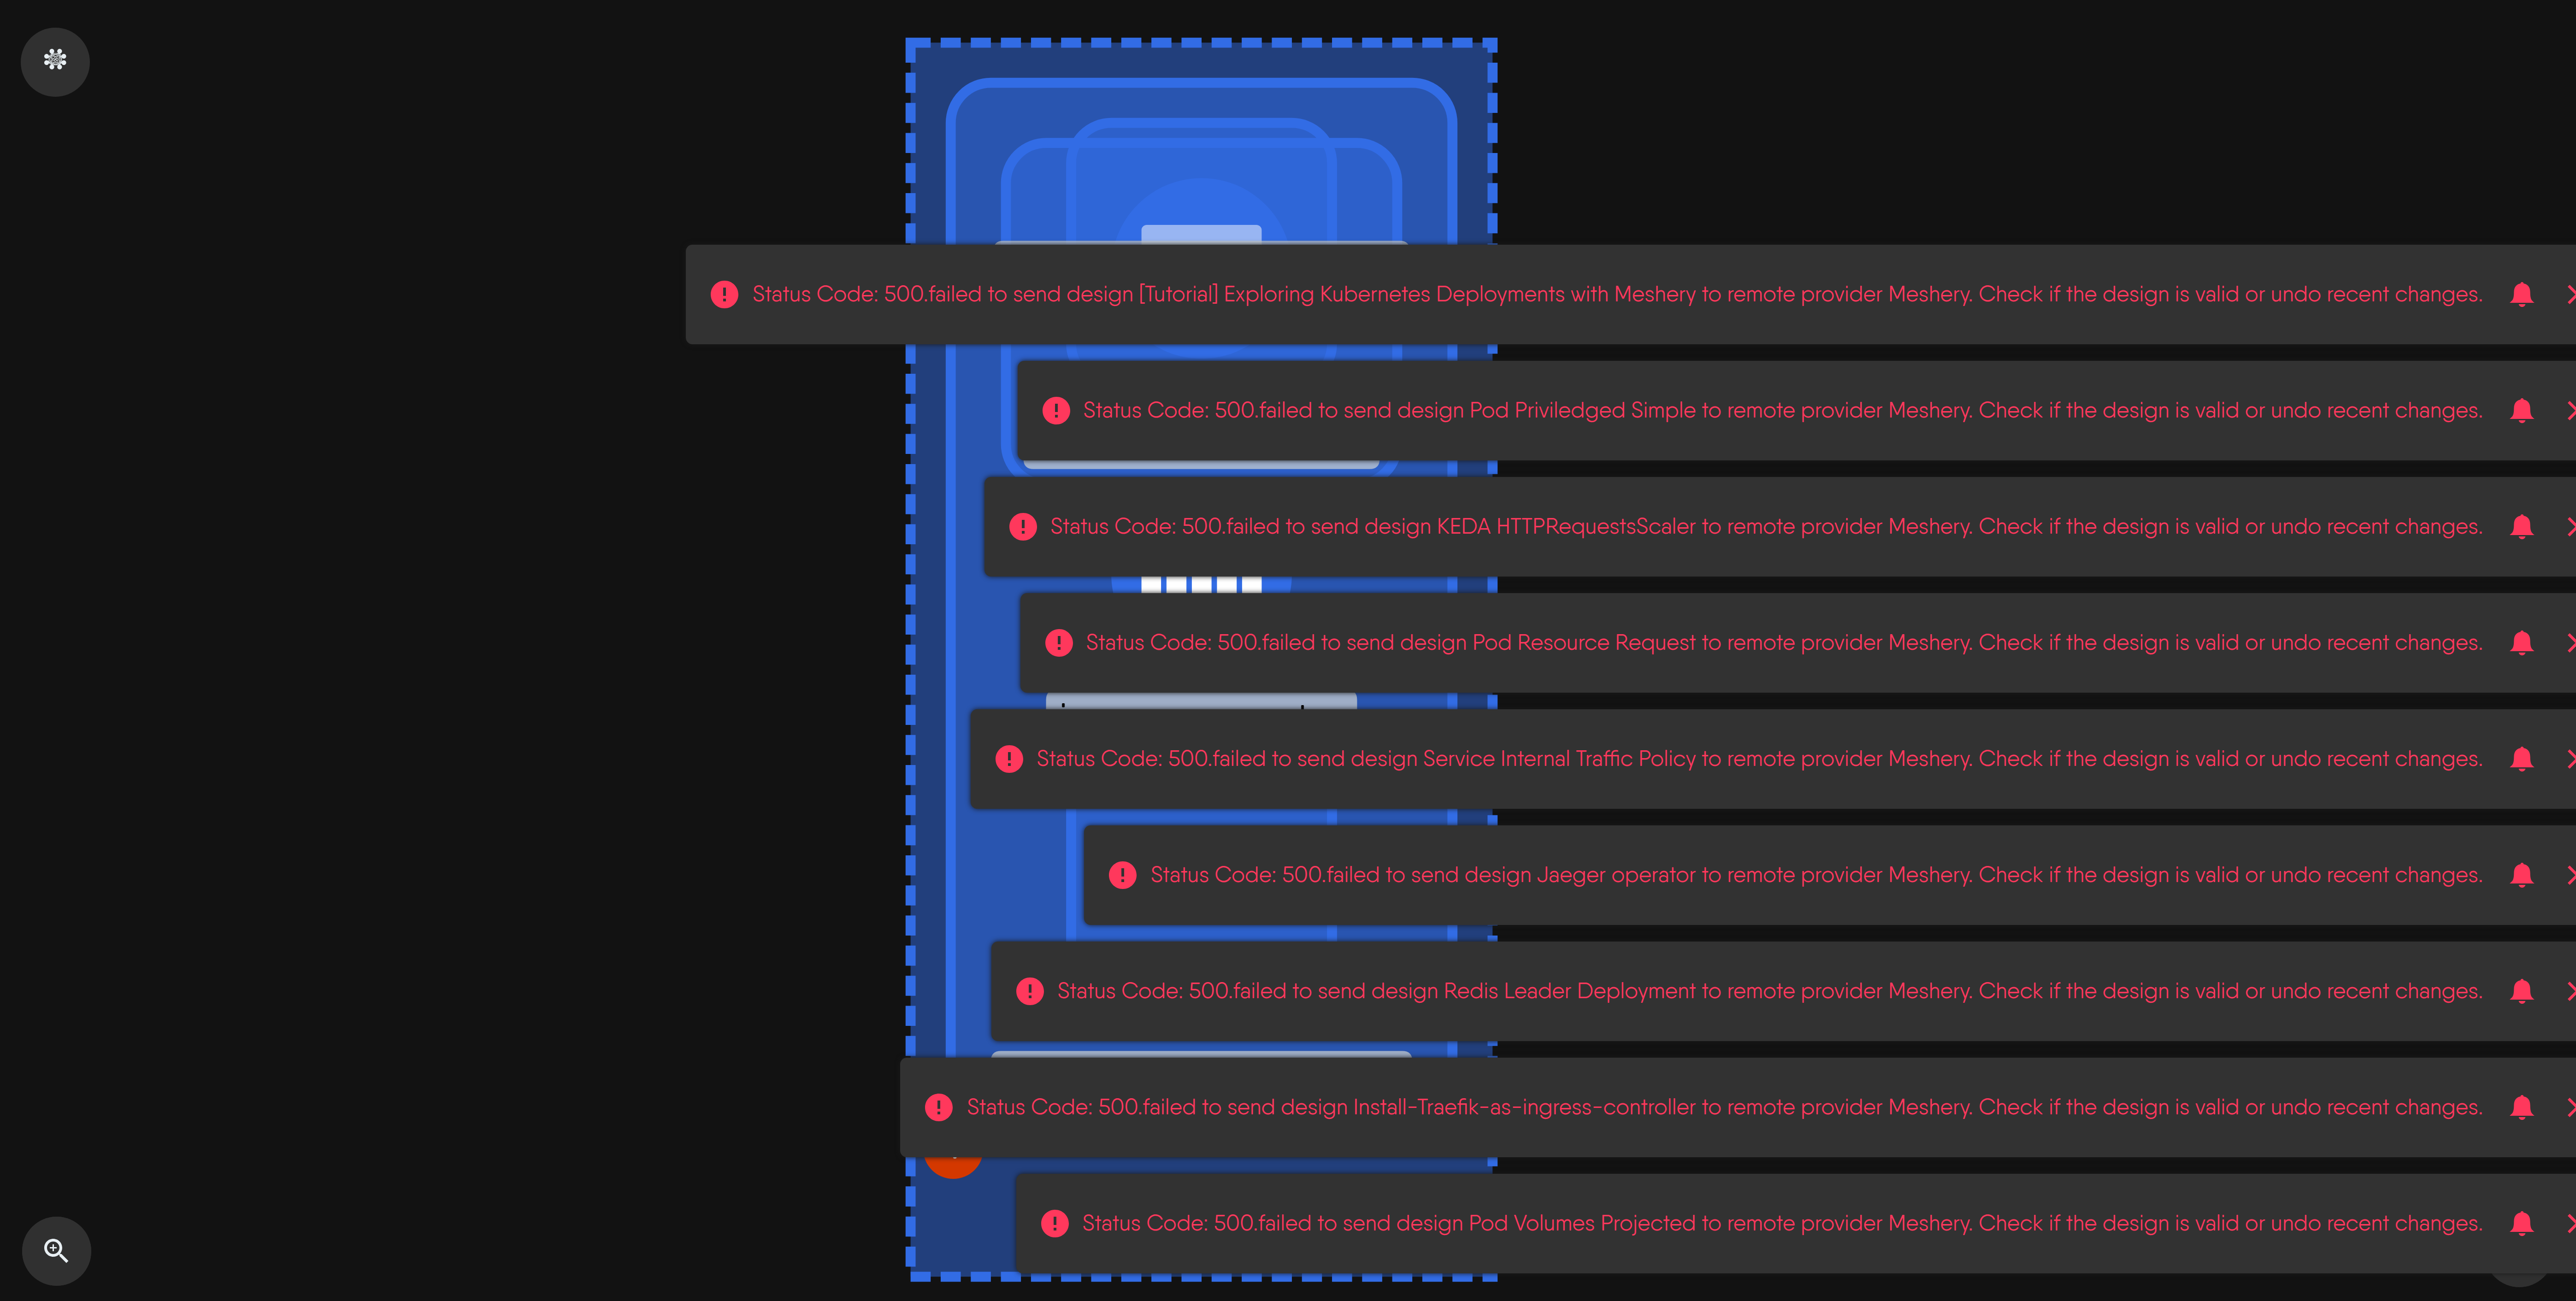 Status Code: 500.failed to send design [Tutorial] Exploring Kubernetes Deployments with Meshery to remote provider Meshery. Check if the design is valid or undo recent changes.
Status Code: 500.failed to send design Pod Priviledged Simple to remote provider Meshery. Check if the design is valid or undo recent changes.
Status Code: 500.failed to send design KEDA HTTPRequestsScaler to remote provider Meshery. Check if the design is valid or undo recent changes.
Status Code: 500.failed to send design Pod Resource Request to remote provider Meshery. Check if the design is valid or undo recent changes.
Status Code: 500.failed to send design Service Internal Traffic Policy to remote provider Meshery. Check if the design is valid or undo recent changes.
Status Code: 500.failed to send design Jaeger operator to remote provider Meshery. Check if the design is valid or undo recent changes.
Status Code: 500.failed to send design Redis Leader Deployment to remote provider Meshery. Check if the design is valid or undo recent changes.
Status Code: 500.failed to send design Install-Traefik-as-ingress-controller to remote provider Meshery. Check if the design is valid or undo recent changes.
Status Code: 500.failed to send design Pod Volumes Projected to remote provider Meshery. Check if the design is valid or undo recent changes.